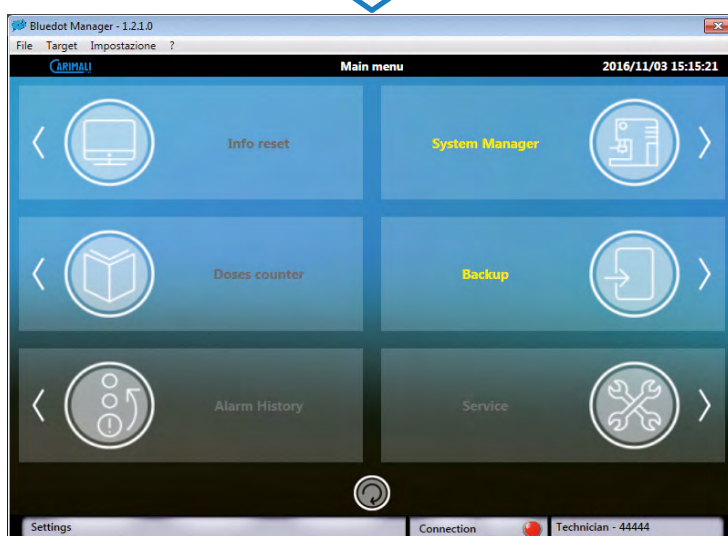 Bluedot Manager - 1.2.1.0
File Target Impostazione ?
CARIMALI Main menu 2016/11/03 15:15:21
Info reset System Manager
Doses counter Backup
Alarm History Service
Settings Connection Technician - 44444